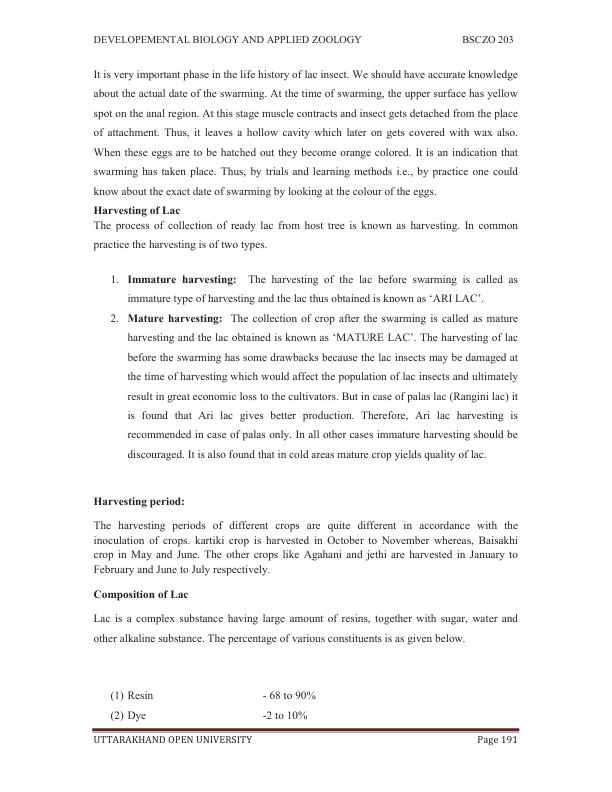 DEVELOPEMENTAL BIOLOGY AND APPLIED ZOOLOGY BSCZO 203
It is very important phase in the life history of lac insect. We should have accurate knowledge
about the actual date of the swarming. At the time of swarming, the upper surface has yellow
spot on the anal region. At this stage muscle contracts and insect gets detached from the place
of attachment. Thus, it leaves a hollow cavity which later on gets covered with wax also.
When these eggs are to be hatched out they become orange colored. It is an indication that
swarming has taken place. Thus, by trials and learning methods i.e., by practice one could
know about the exact date of swarming by looking at the colour of the eggs.
Harvesting of Lac
The process of collection of ready lac from host tree is known as harvesting. In common
practice the harvesting is of two types.
1. Immature harvesting: The harvesting of the lac before swarming is called as
immature type of harvesting and the lac thus obtained is known as ‘ARI LAC’.
2. Mature harvesting: The collection of crop after the swarming is called as mature
harvesting and the lac obtained is known as ‘MATURE LAC’. The harvesting of lac
before the swarming has some drawbacks because the lac insects may be damaged at
the time of harvesting which would affect the population of lac insects and ultimately
result in great economic loss to the cultivators. But in case of palas lac (Rangini lac) it
is found that Ari lac gives better production. Therefore, Ari lac harvesting is
recommended in case of palas only. In all other cases immature harvesting should be
discouraged. It is also found that in cold areas mature crop yields quality of lac.
Harvesting period:
The harvesting periods of different crops are quite different in accordance with the
inoculation of crops. kartiki crop is harvested in October to November whereas, Baisakhi
crop in May and June. The other crops like Agahani and jethi are harvested in January to
February and June to July respectively.
Composition of Lac
Lac is a complex substance having large amount of resins, together with sugar, water and
other alkaline substance. The percentage of various constituents is as given below.
(1) Resin - 68 to 90%
(2) Dye -2 to 10%
UTTARAKHAND OPEN UNIVERSITY Page 191